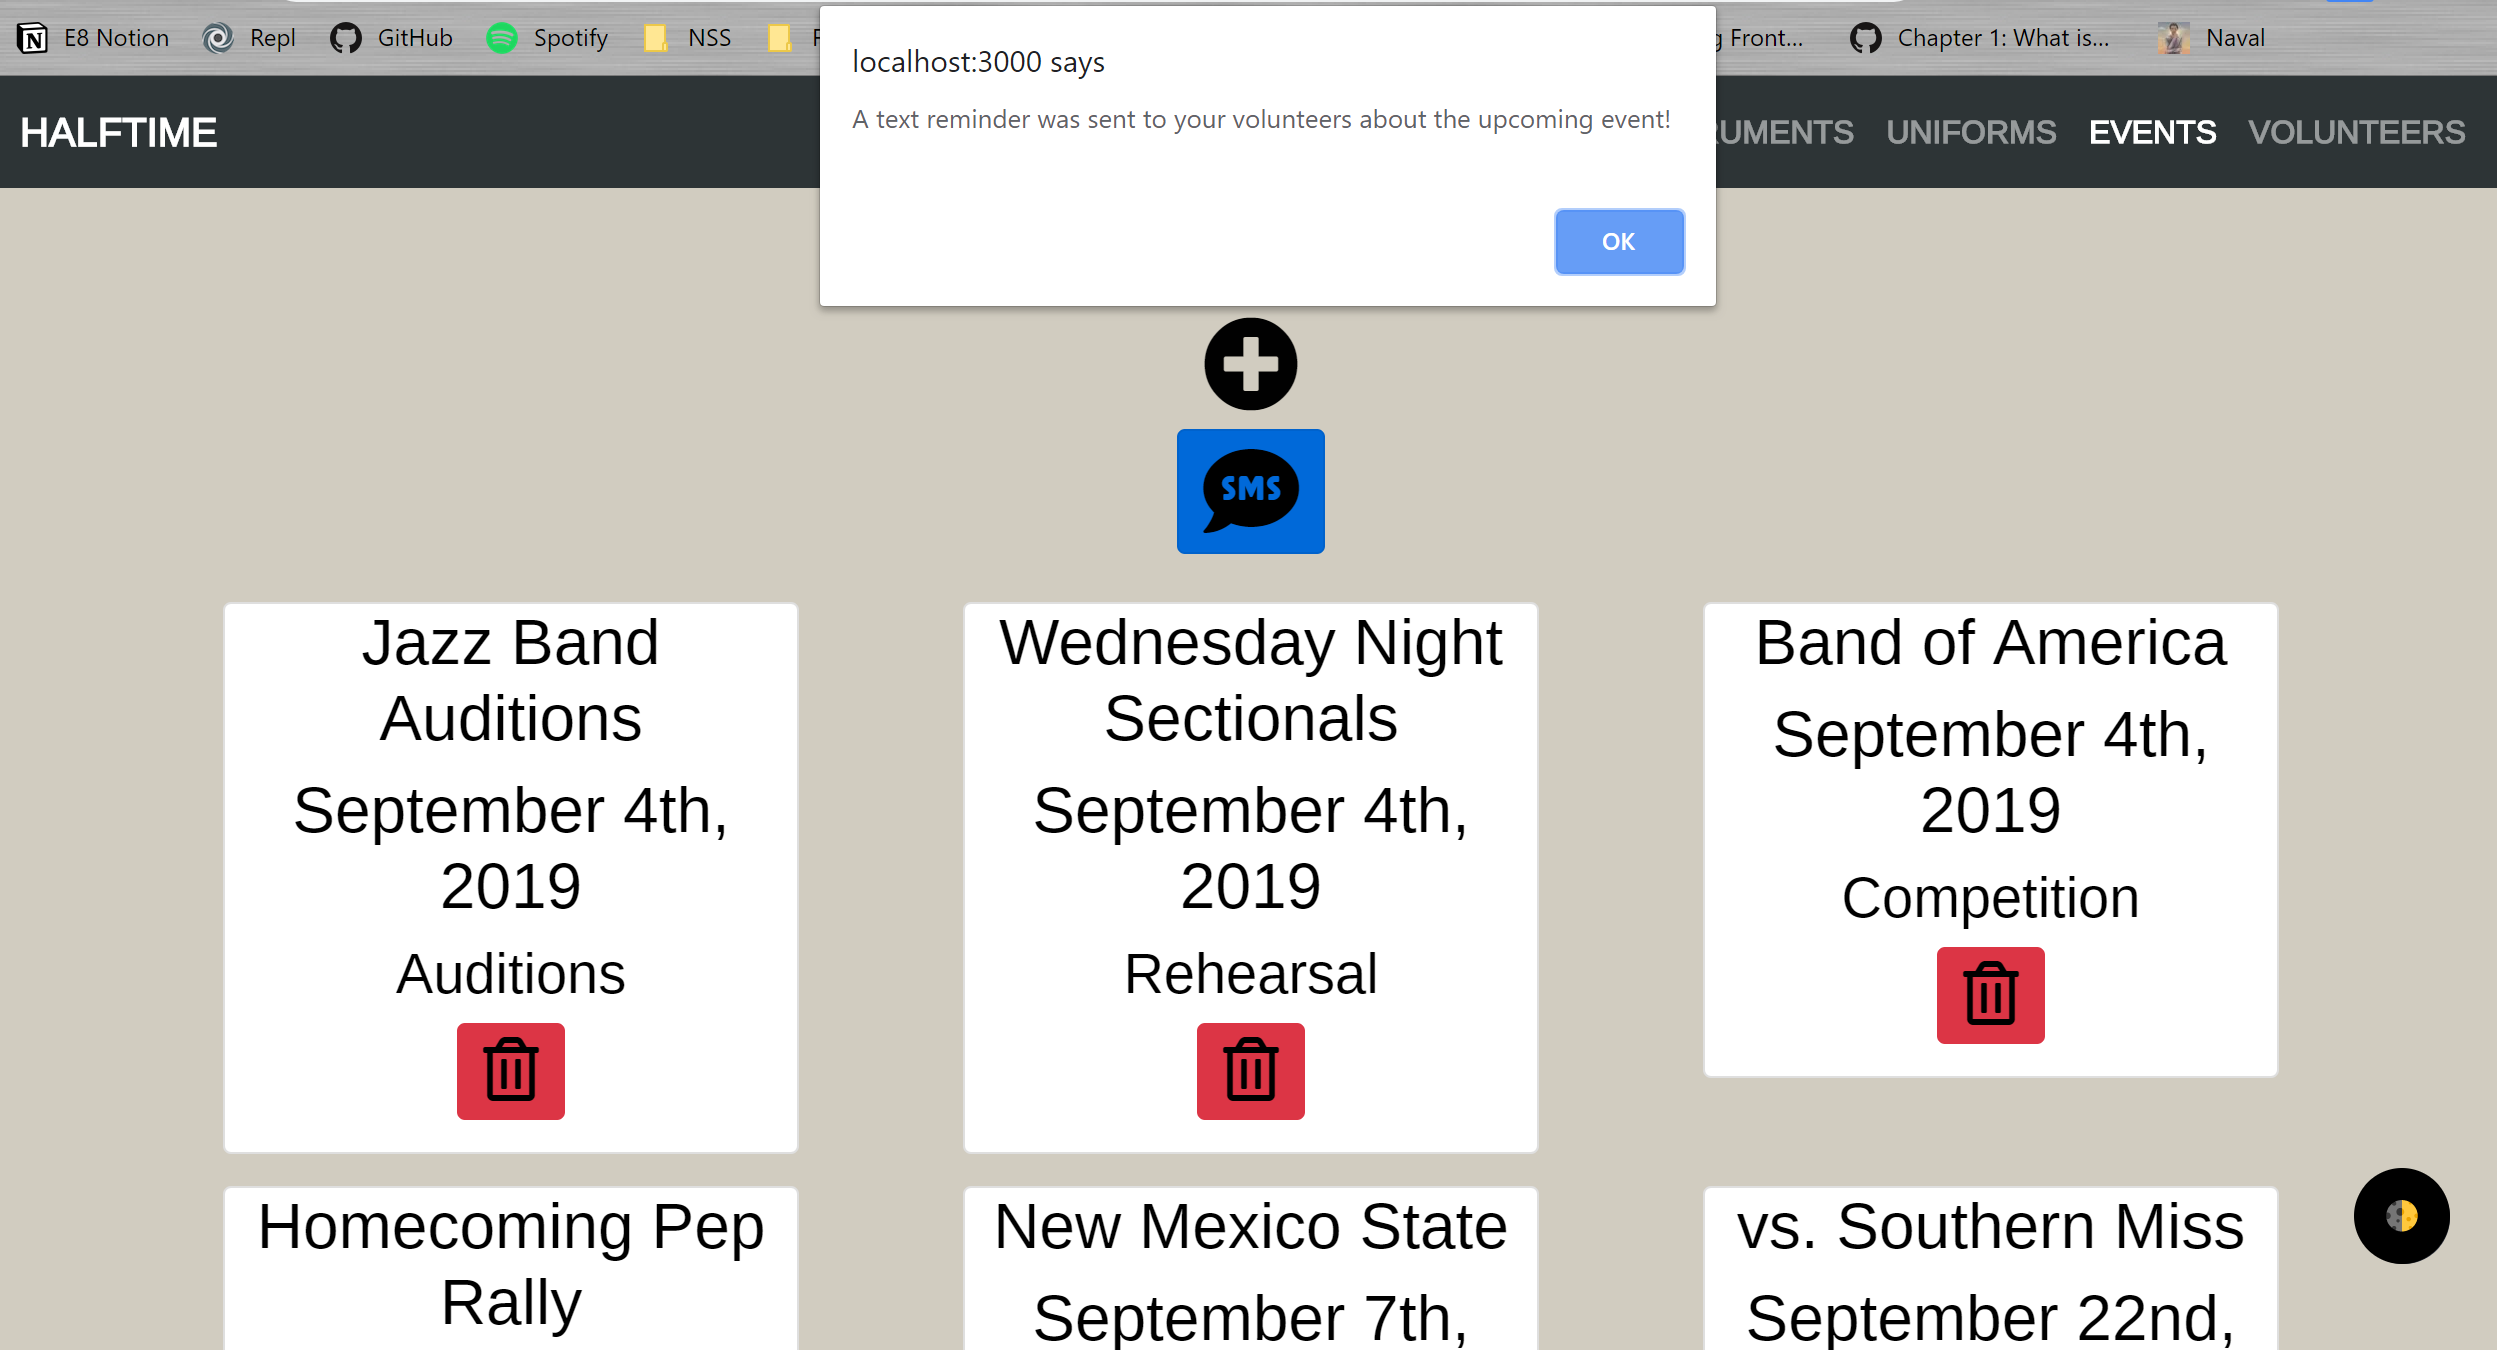 E8 Notion Repl GitHub Spotify NSS Front... Chapter 1: What is... Naval
localhost:3000 says
A text reminder was sent to your volunteers about the upcoming event!
OK
HALFTIME UNIFORMS EVENTS VOLUNTEERS
SMS
Jazz Band
Auditions
September 4th,
2019
Auditions
Wednesday Night
Sectionals
September 4th,
2019
Rehearsal
Band of America
September 4th,
2019
Competition
Homecoming Pep
Rally
New Mexico State
September 7th,
vs. Southern Miss
September 22nd,